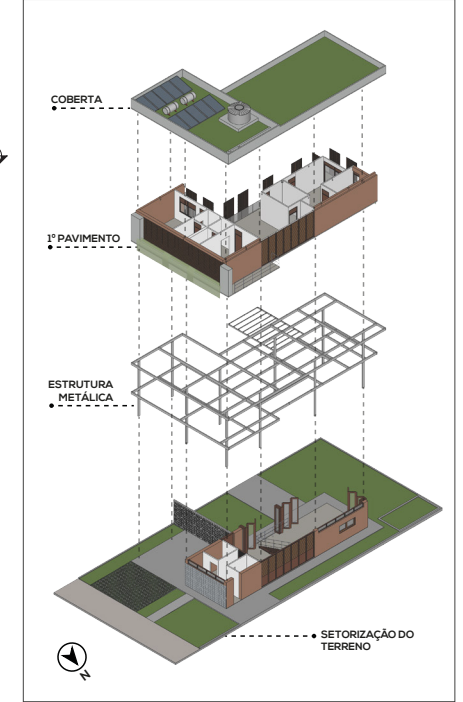 COBERTA
1º PAVIMENTO
ESTRUTURA
METÁLICA
SETORIZAÇÃO DO
TERRENO
N